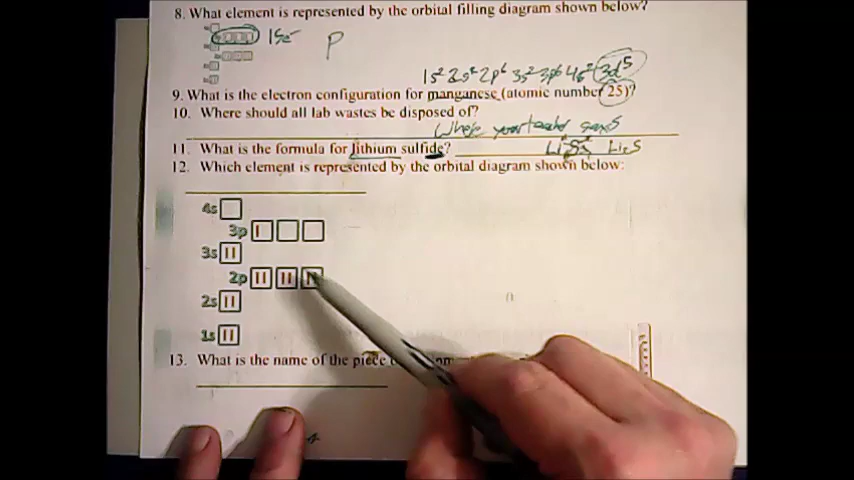 8. What element is represented by the orbital filling diagram shown below?
15e⁻ P
1s² 2s² 2p⁶ 3s² 3p⁶ 4s² 3d⁵
9. What is the electron configuration for manganese (atomic number 25)?
10. Where should all lab wastes be disposed of?
Where your teacher says
11. What is the formula for lithium sulfide? Li₂S
12. Which element is represented by the orbital diagram shown below:
4s
3p
3s
2p
2s
1s
13. What is the name of the piece